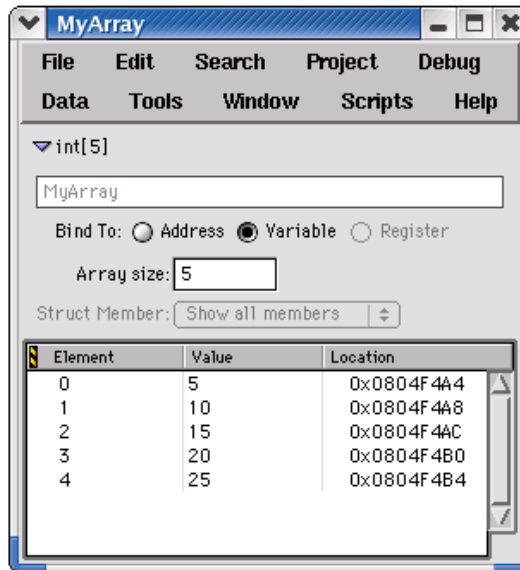 MyArray
File Edit Search Project Debug
Data Tools Window Scripts Help
int[5]
MyArray
Bind To: Address Variable Register
Array size: 5
Struct Member: Show all members
Element Value Location
0 5 0x0804F4A4
1 10 0x0804F4A8
2 15 0x0804F4AC
3 20 0x0804F4B0
4 25 0x0804F4B4